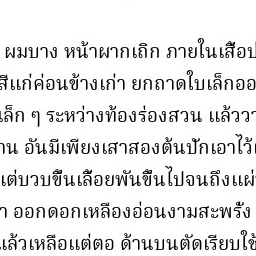 ผมบาง หน้าผากเถิก ภายในเสื้อป
สีแก่ค่อนข้างเก่า ยกถาดใบเล็กออ
เล็ก ๆ ระหว่างท้องร่องสวน แล้ววา
าน อันมีเพียงเสาสองต้นปักเอาไว้เ
แต่บวบขึ้นเลื้อยพันขึ้นไปจนถึงแผ่
า ออกดอกเหลืองอ่อนงามสะพรั่ง
แล้วเหลือแต่ตอ ด้านบนตัดเรียบใช้